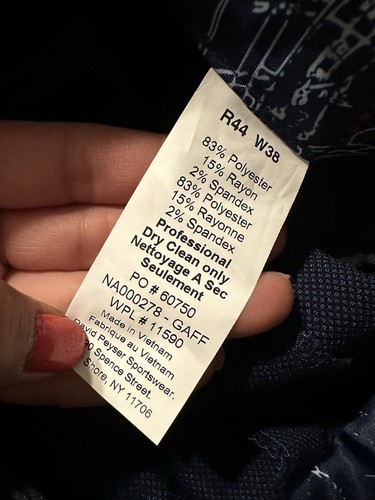 R44 W38
83% Polyester
15% Rayon
2% Spandex
83% Polyester
15% Rayonne
2% Spandex
Professional
Dry Clean only
Nettoyage A Sec
Seulement
PO # 60750
NA000278 - GAFF
WPL # 11590
Made in Vietnam
Fabrique au Vietnam
David Peyser Sportswear.
Spence Street.
Shore, NY 11706